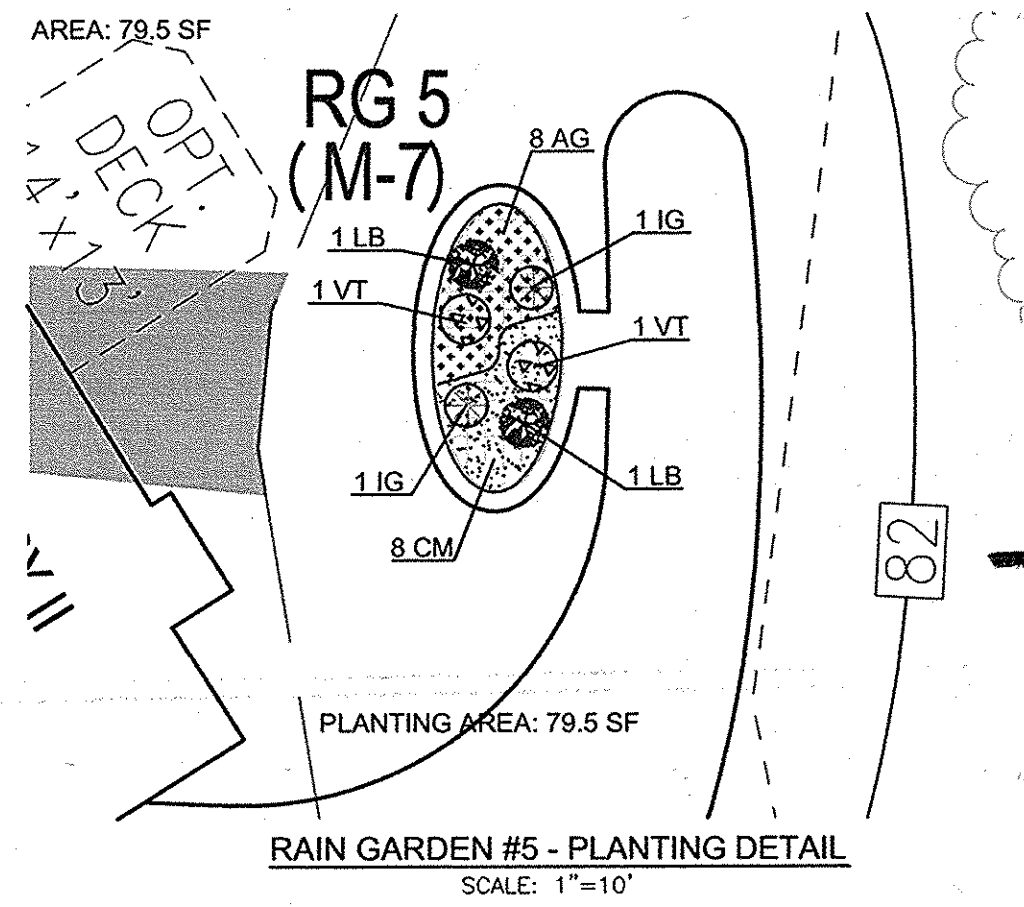 AREA: 79.5 SF
OPT.
DECK
RG 5
(M-7)
8 AG
1 LB
1 IG
1 VT
1 VT
1 IG
1 LB
8 CM
82
PLANTING AREA: 79.5 SF
RAIN GARDEN #5 - PLANTING DETAIL
SCALE: 1"=10'